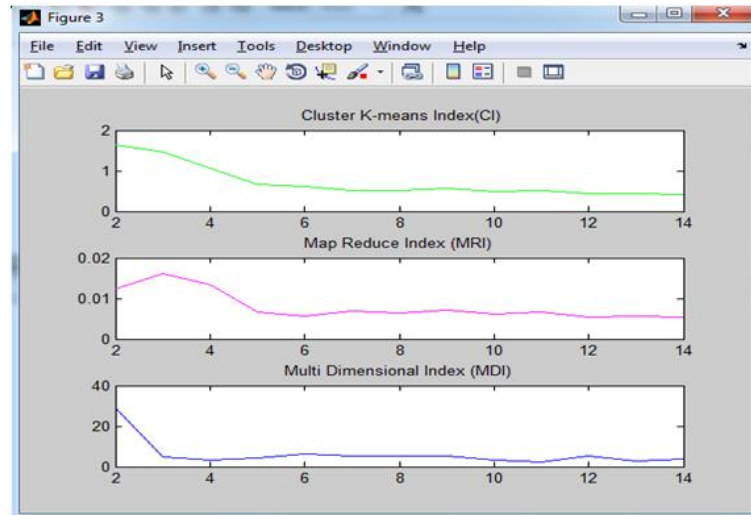 Figure 3
File Edit View Insert Tools Desktop Window Help
Cluster K-means Index(CI)
2
1
0
2 4 6 8 10 12 14
Map Reduce Index (MRI)
0.02
0.01
0
2 4 6 8 10 12 14
Multi Dimensional Index (MDI)
40
20
0
2 4 6 8 10 12 14